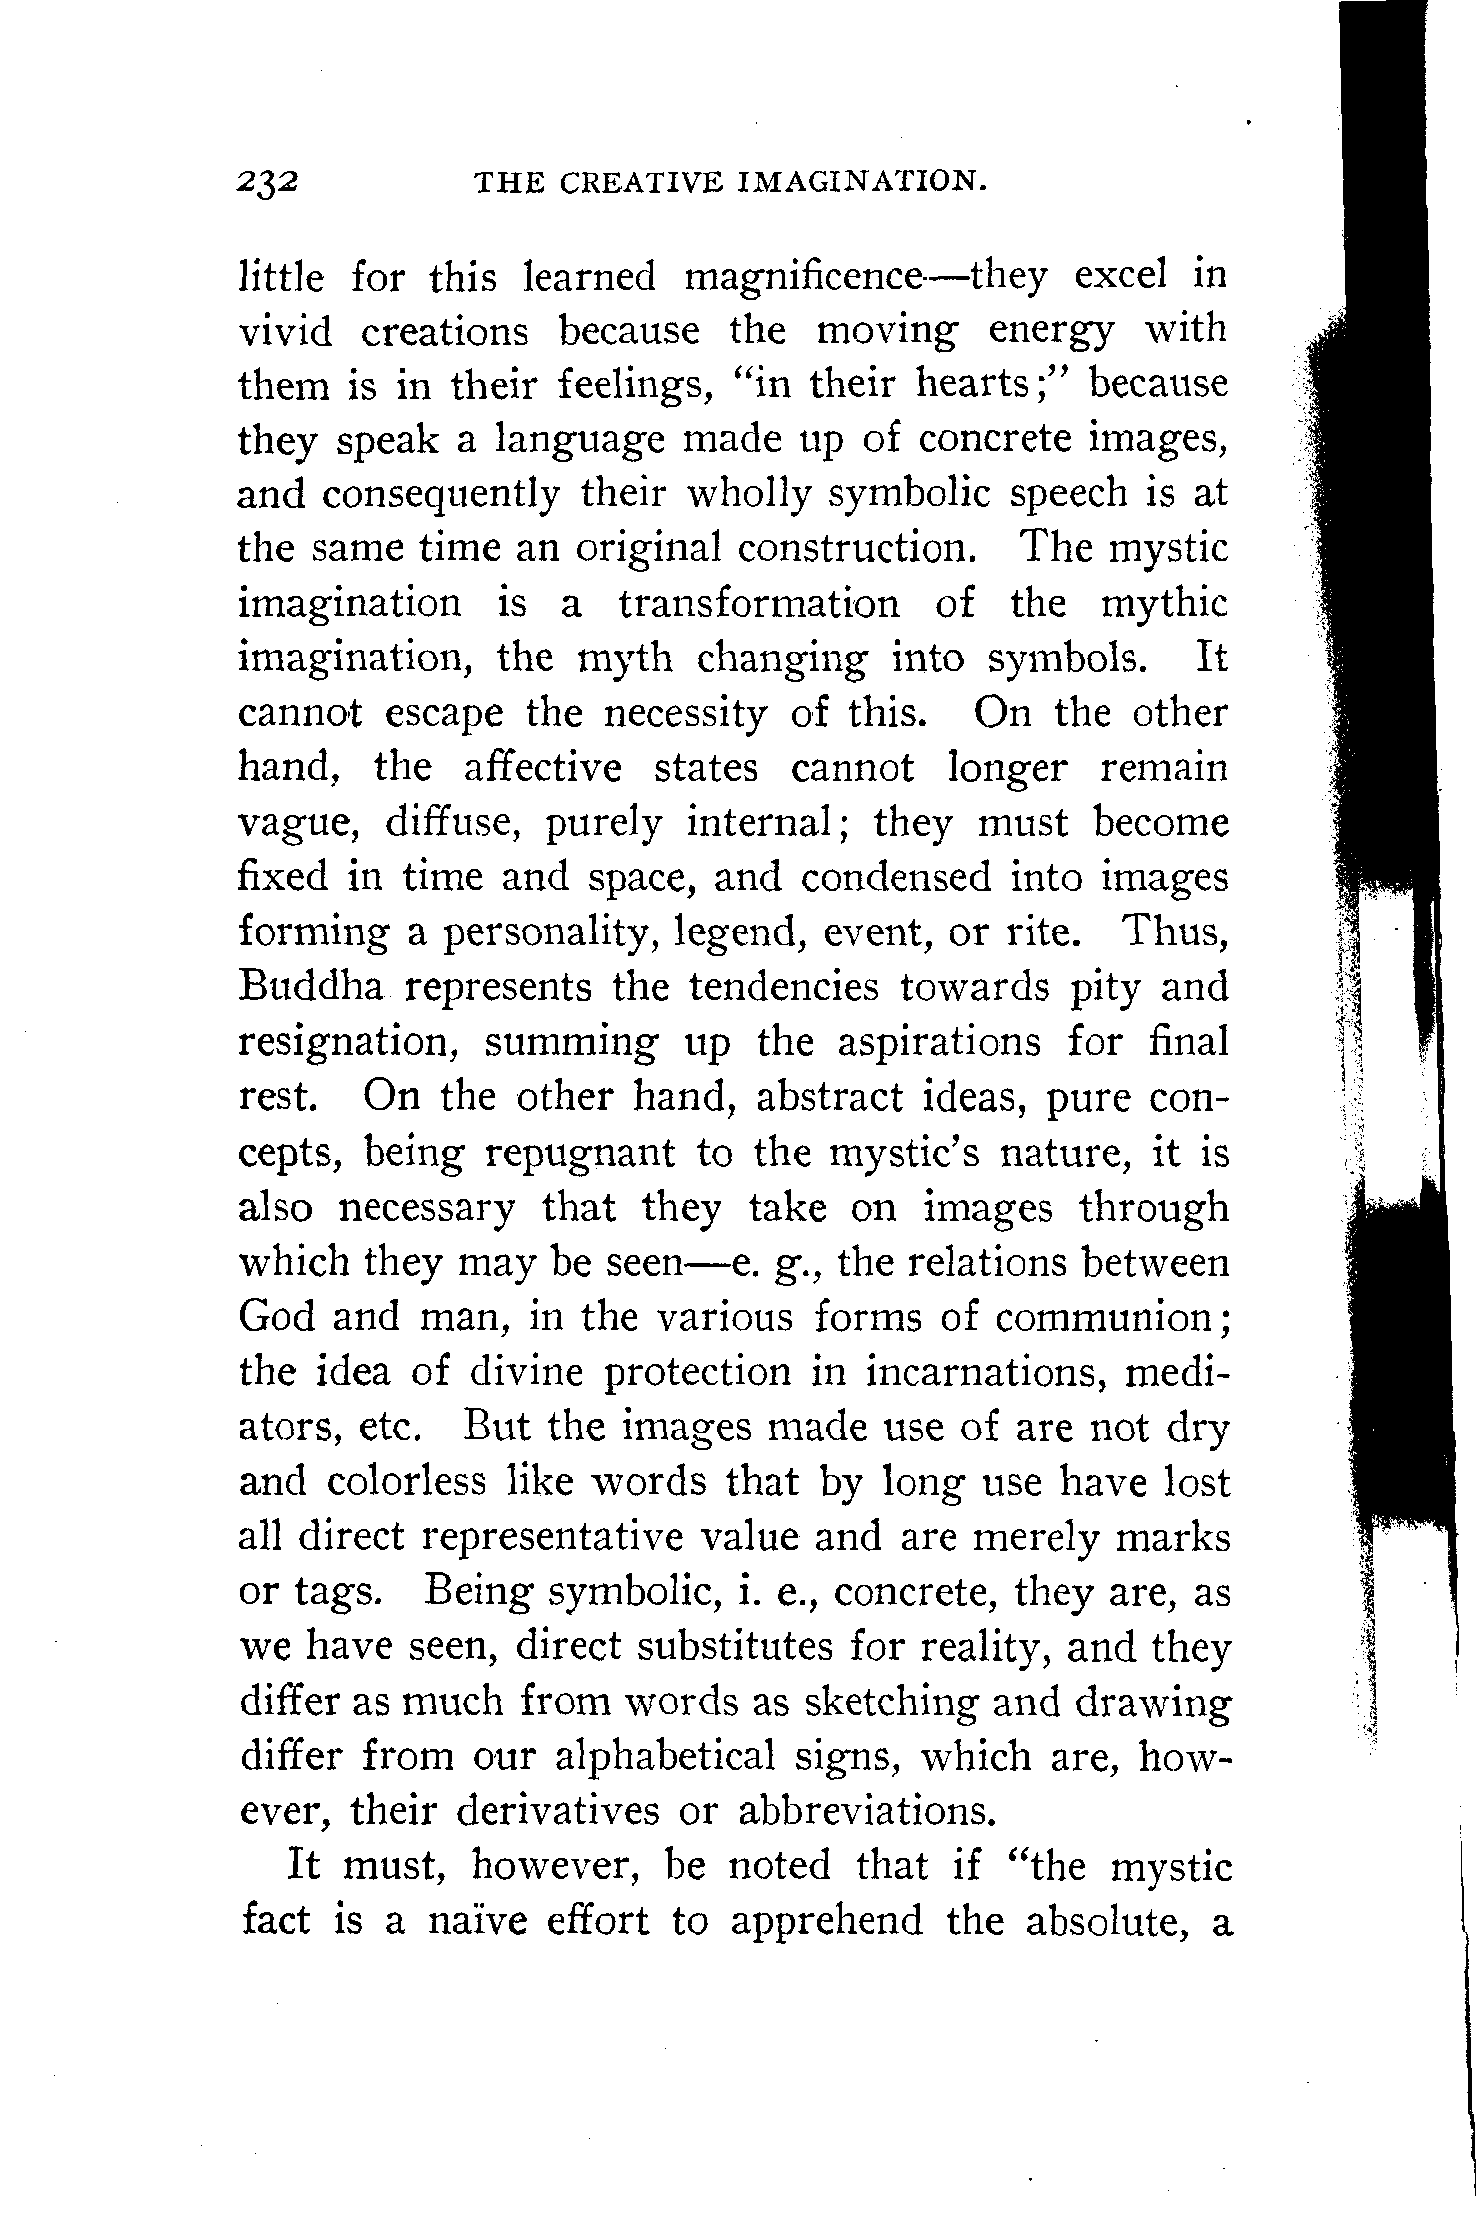 232 THE CREATIVE IMAGINATION.
little for this learned magnificence—they excel in
vivid creations because the moving energy with
them is in their feelings, "in their hearts;" because
they speak a language made up of concrete images,
and consequently their wholly symbolic speech is at
the same time an original construction. The mystic
imagination is a transformation of the mythic
imagination, the myth changing into symbols. It
cannot escape the necessity of this. On the other
hand, the affective states cannot longer remain
vague, diffuse, purely internal; they must become
fixed in time and space, and condensed into images
forming a personality, legend, event, or rite. Thus,
Buddha represents the tendencies towards pity and
resignation, summing up the aspirations for final
rest. On the other hand, abstract ideas, pure con-
cepts, being repugnant to the mystic's nature, it is
also necessary that they take on images through
which they may be seen—e. g., the relations between
God and man, in the various forms of communion;
the idea of divine protection in incarnations, medi-
ators, etc. But the images made use of are not dry
and colorless like words that by long use have lost
all direct representative value and are merely marks
or tags. Being symbolic, i. e., concrete, they are, as
we have seen, direct substitutes for reality, and they
differ as much from words as sketching and drawing
differ from our alphabetical signs, which are, how-
ever, their derivatives or abbreviations.
It must, however, be noted that if "the mystic
fact is a naïve effort to apprehend the absolute, a